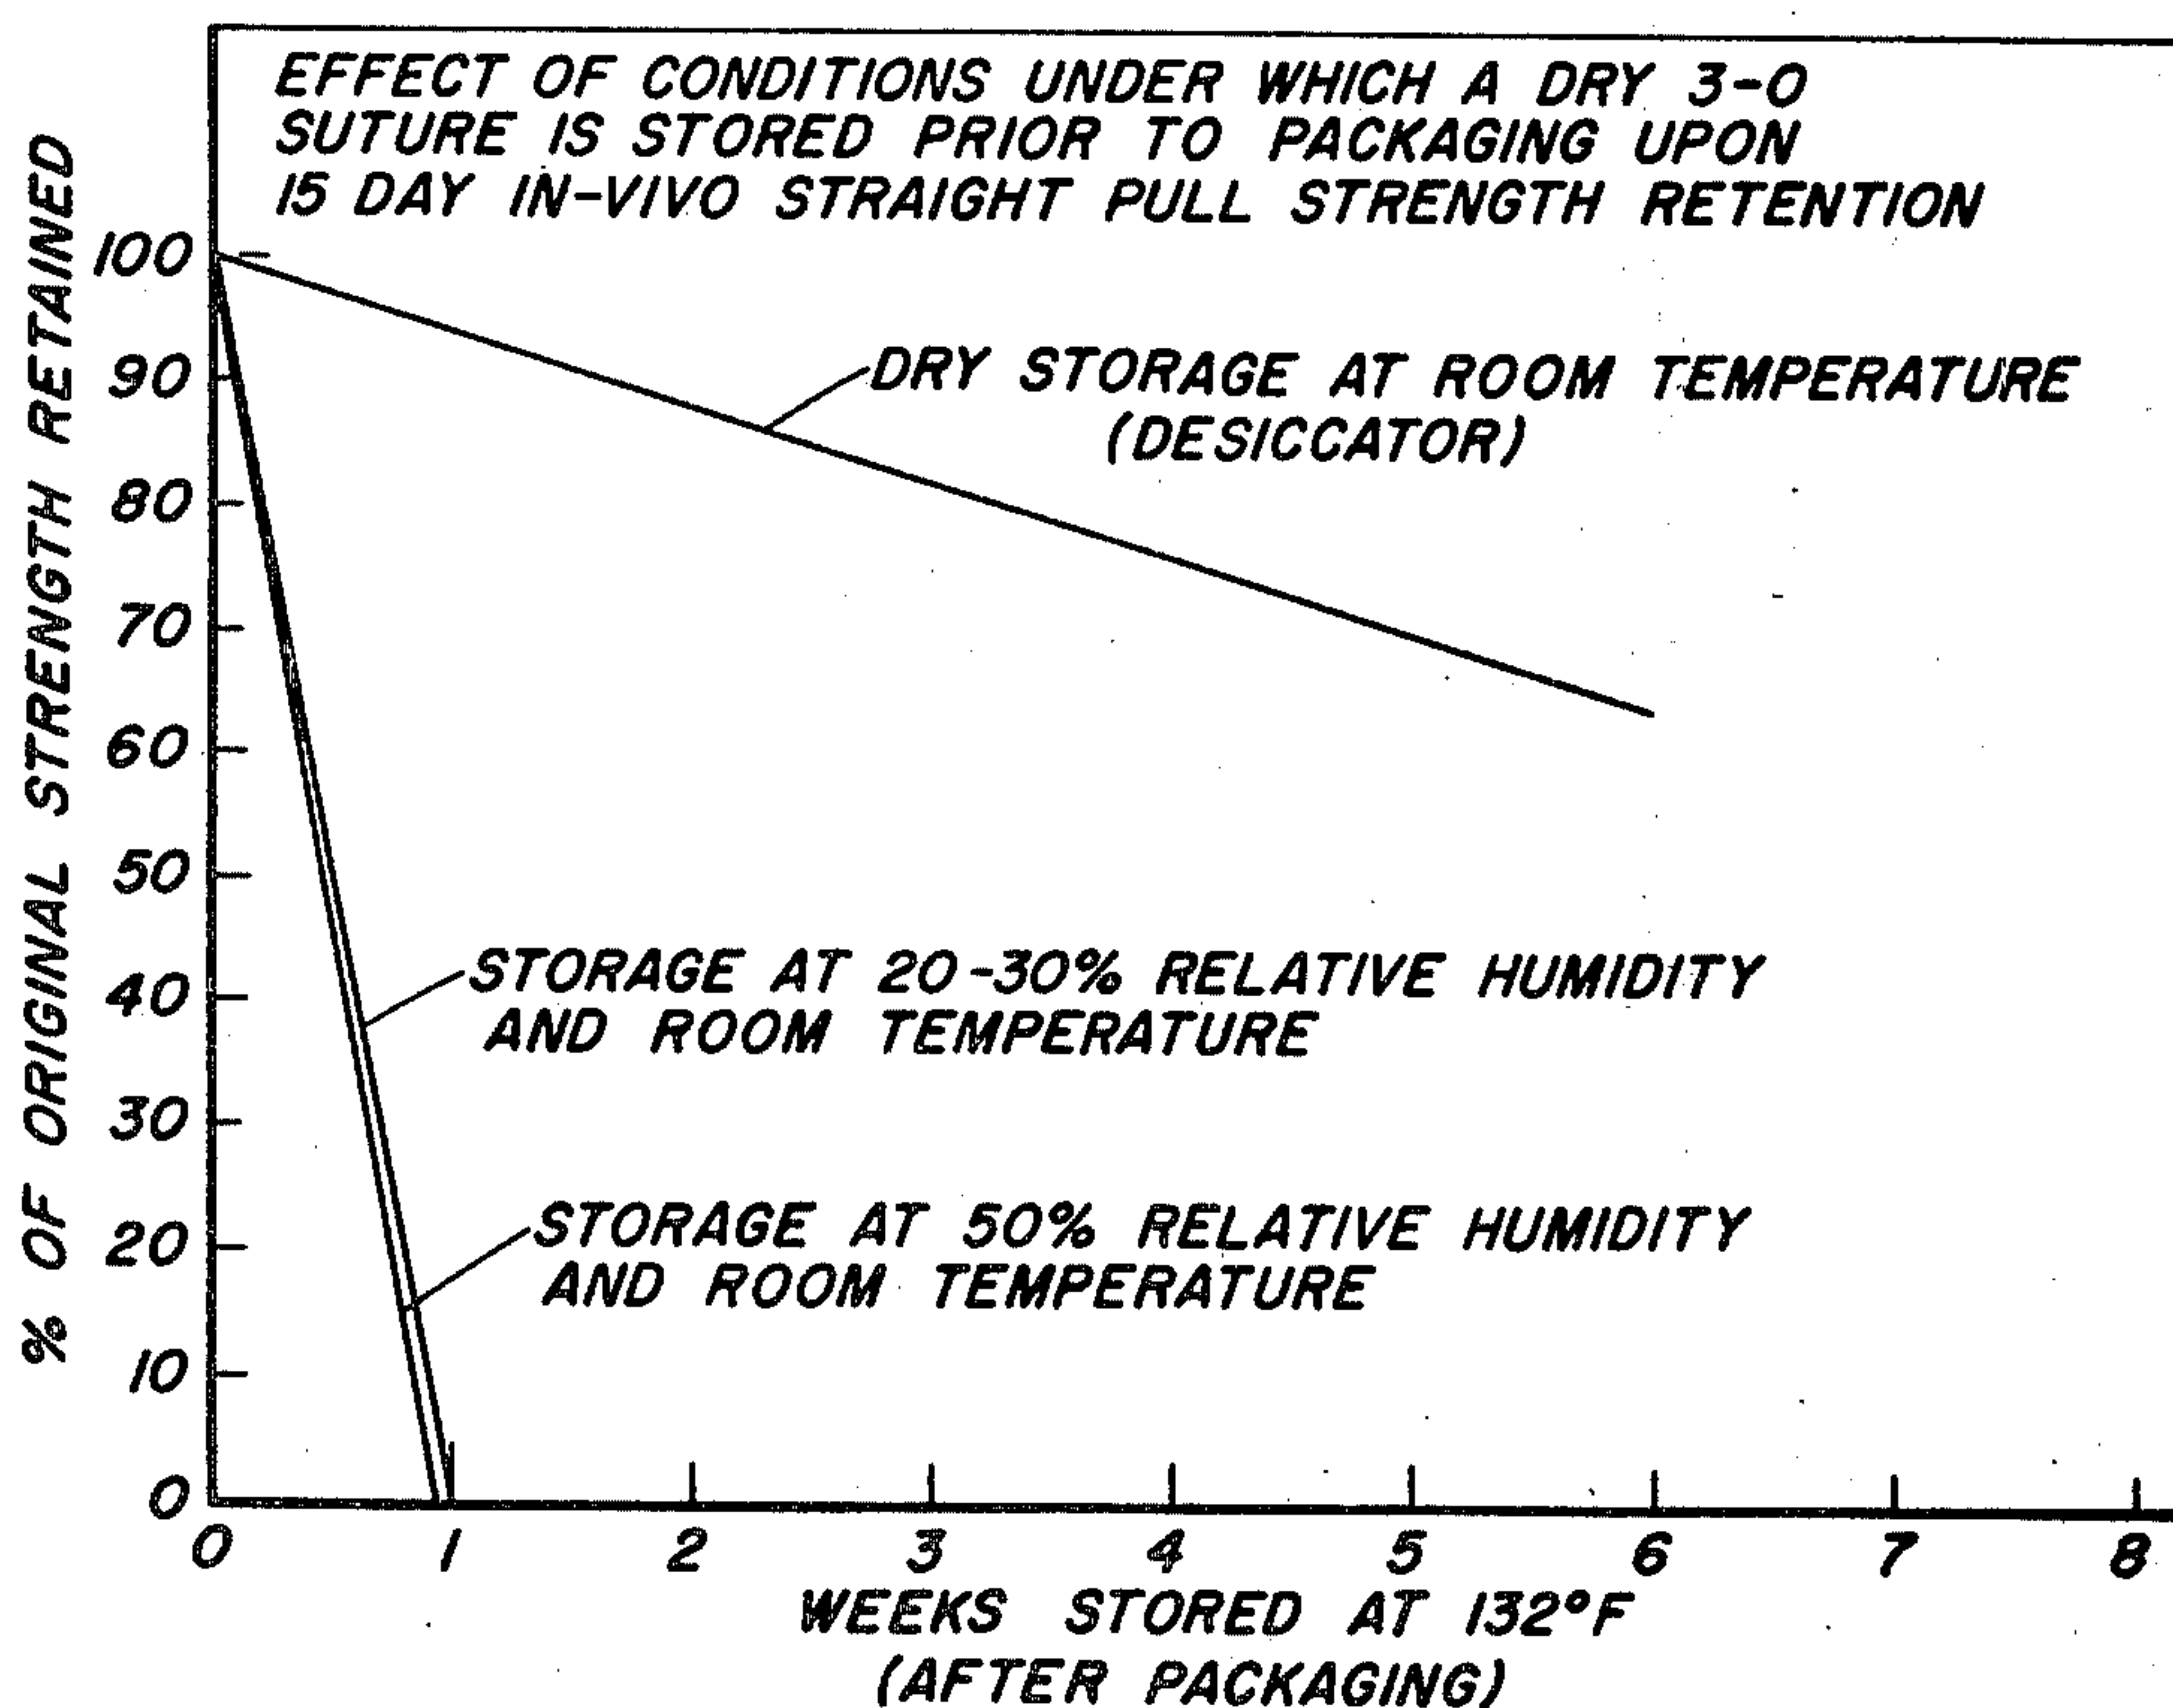 EFFECT OF CONDITIONS UNDER WHICH A DRY 3-0
SUTURE IS STORED PRIOR TO PACKAGING UPON
15 DAY IN-VIVO STRAIGHT PULL STRENGTH RETENTION
% OF ORIGINAL STRENGTH RETAINED
100
90
80
70
60
50
40
30
20
10
0
DRY STORAGE AT ROOM TEMPERATURE
(DESICCATOR)
STORAGE AT 20-30% RELATIVE HUMIDITY
AND ROOM TEMPERATURE
STORAGE AT 50% RELATIVE HUMIDITY
AND ROOM TEMPERATURE
0 1 2 3 4 5 6 7 8
WEEKS STORED AT 132°F
(AFTER PACKAGING)